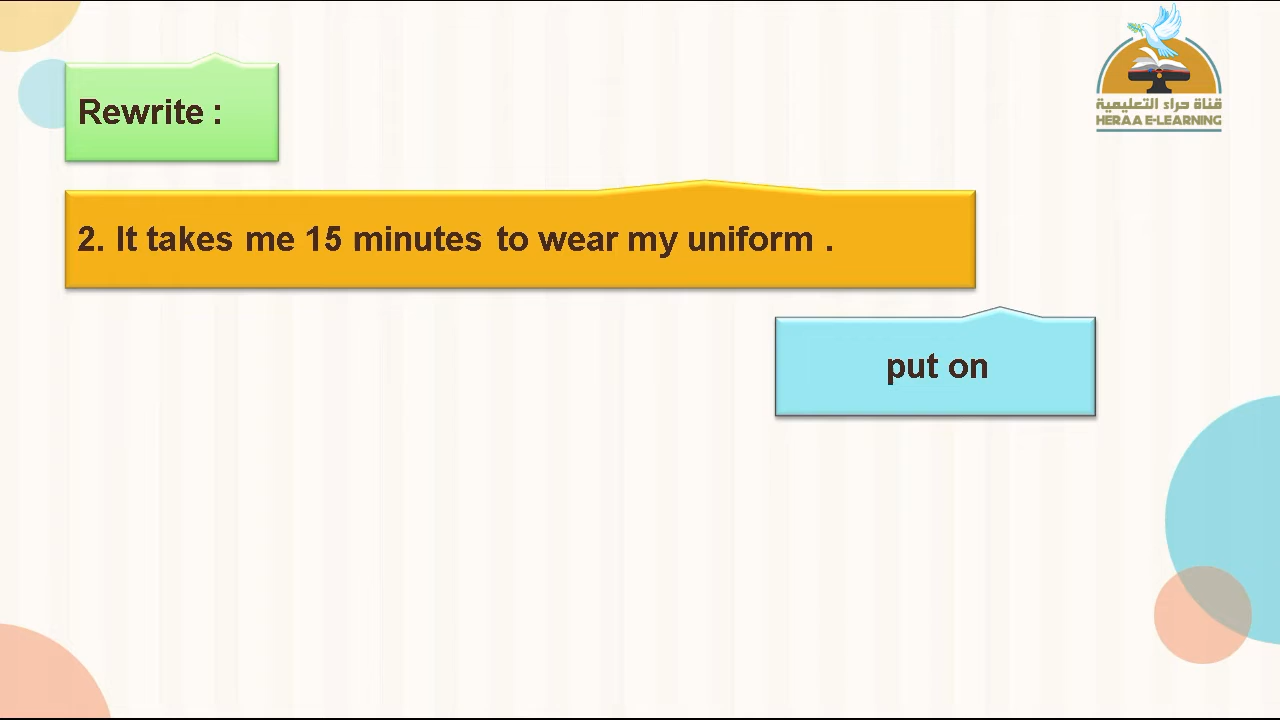 قناة حراء التعليمية
HERAA E-LEARNING
Rewrite :
2. It takes me 15 minutes to wear my uniform .
put on